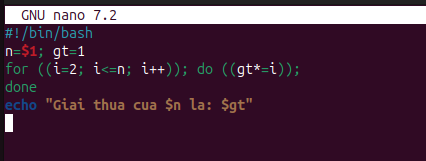 GNU nano 7.2
#!/bin/bash
n=$1; gt=1
for ((i=2; i<=n; i++)); do ((gt*=i));
done
echo "Giai thua cua $n la: $gt"